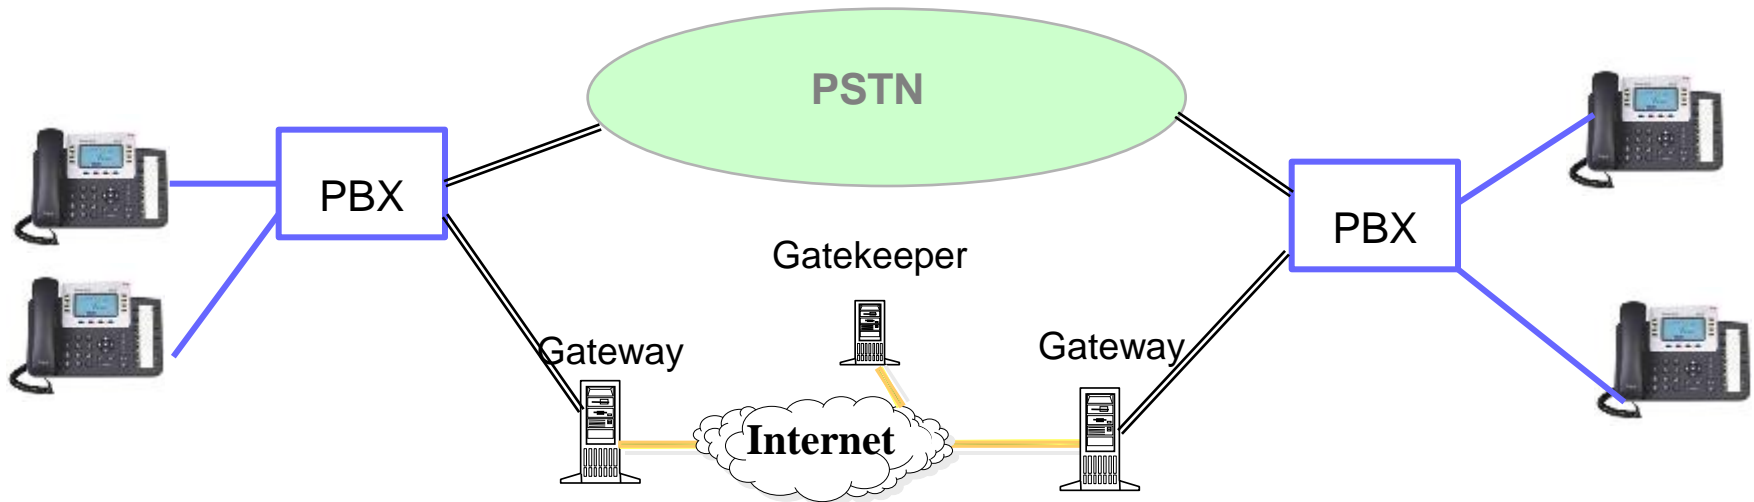 PSTN
PBX
PBX
Gatekeeper
Gateway
Gateway
Internet